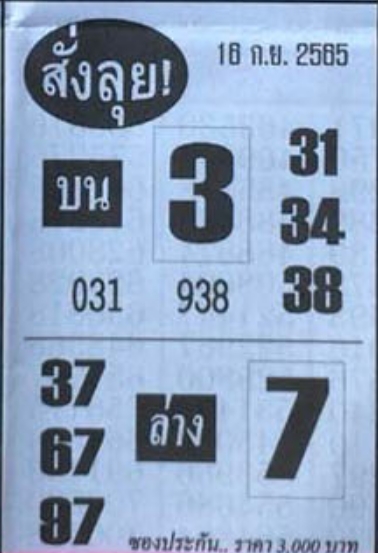 สั่งลุย!
16 ก.ย. 2565
บน
3
31
34
38
031 938
37
67
97
ล่าง
7
ซองประกัน.. ราคา 3,000 บาท